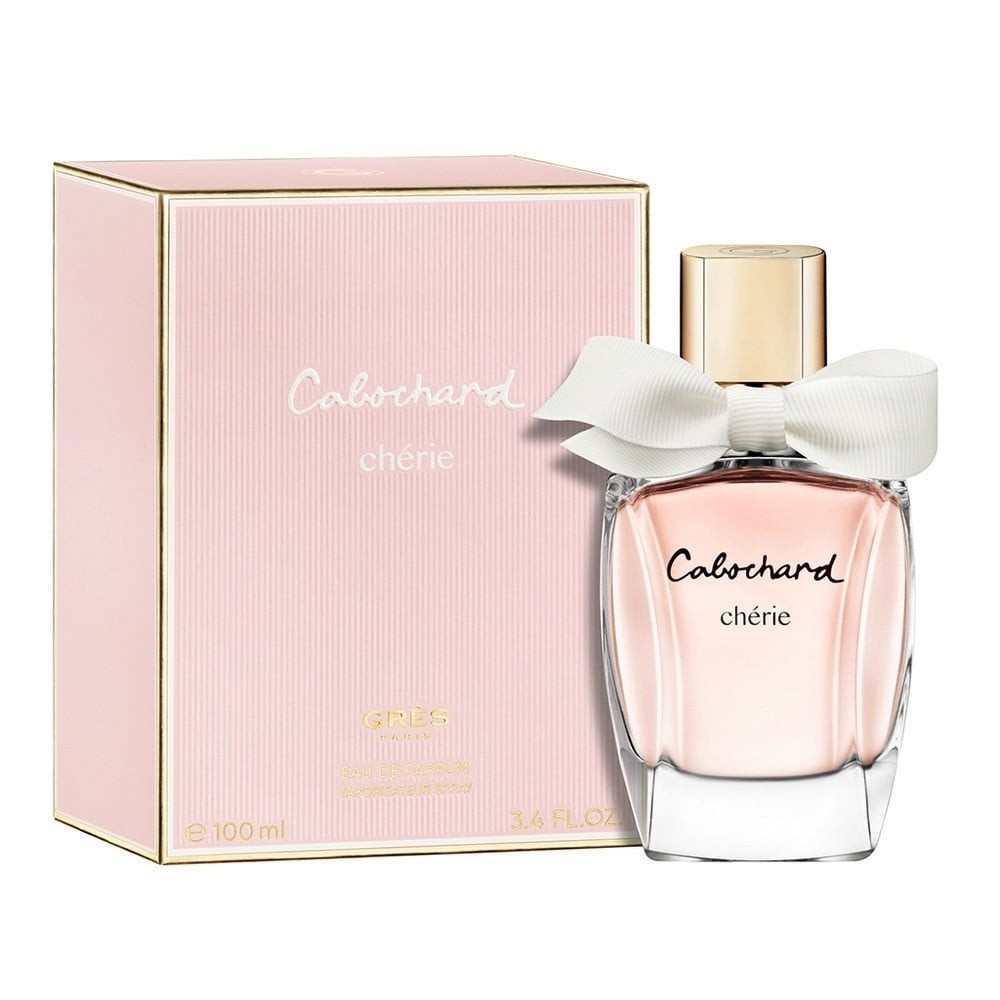 Cabochard
chérie
GRÈS
PARIS
EAU DE PARFUM
VAPORISATEUR SPRAY
e 100 ml
3.4 FL.OZ.
Cabochard
chérie